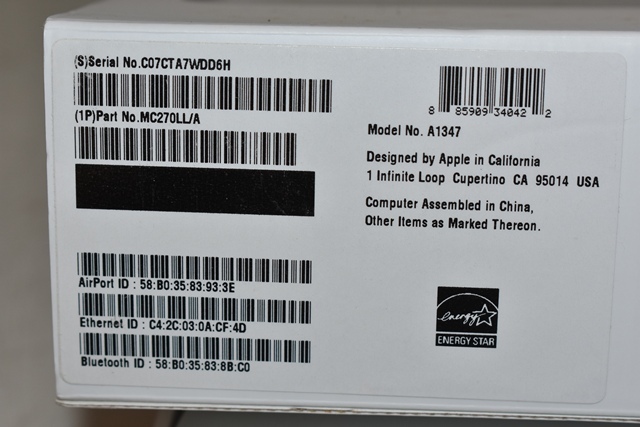 (S)Serial No.C07CTA7WDD6H
(1P)Part No.MC270LL/A
AirPort ID : 58:B0:35:83:93:3E
Ethernet ID : C4:2C:03:0A:CF:4D
Bluetooth ID : 58:B0:35:83:8B:C0
8 85909 34042 2
Model No. A1347
Designed by Apple in California
1 Infinite Loop Cupertino CA 95014 USA
Computer Assembled in China,
Other Items as Marked Thereon.
energy
ENERGY STAR